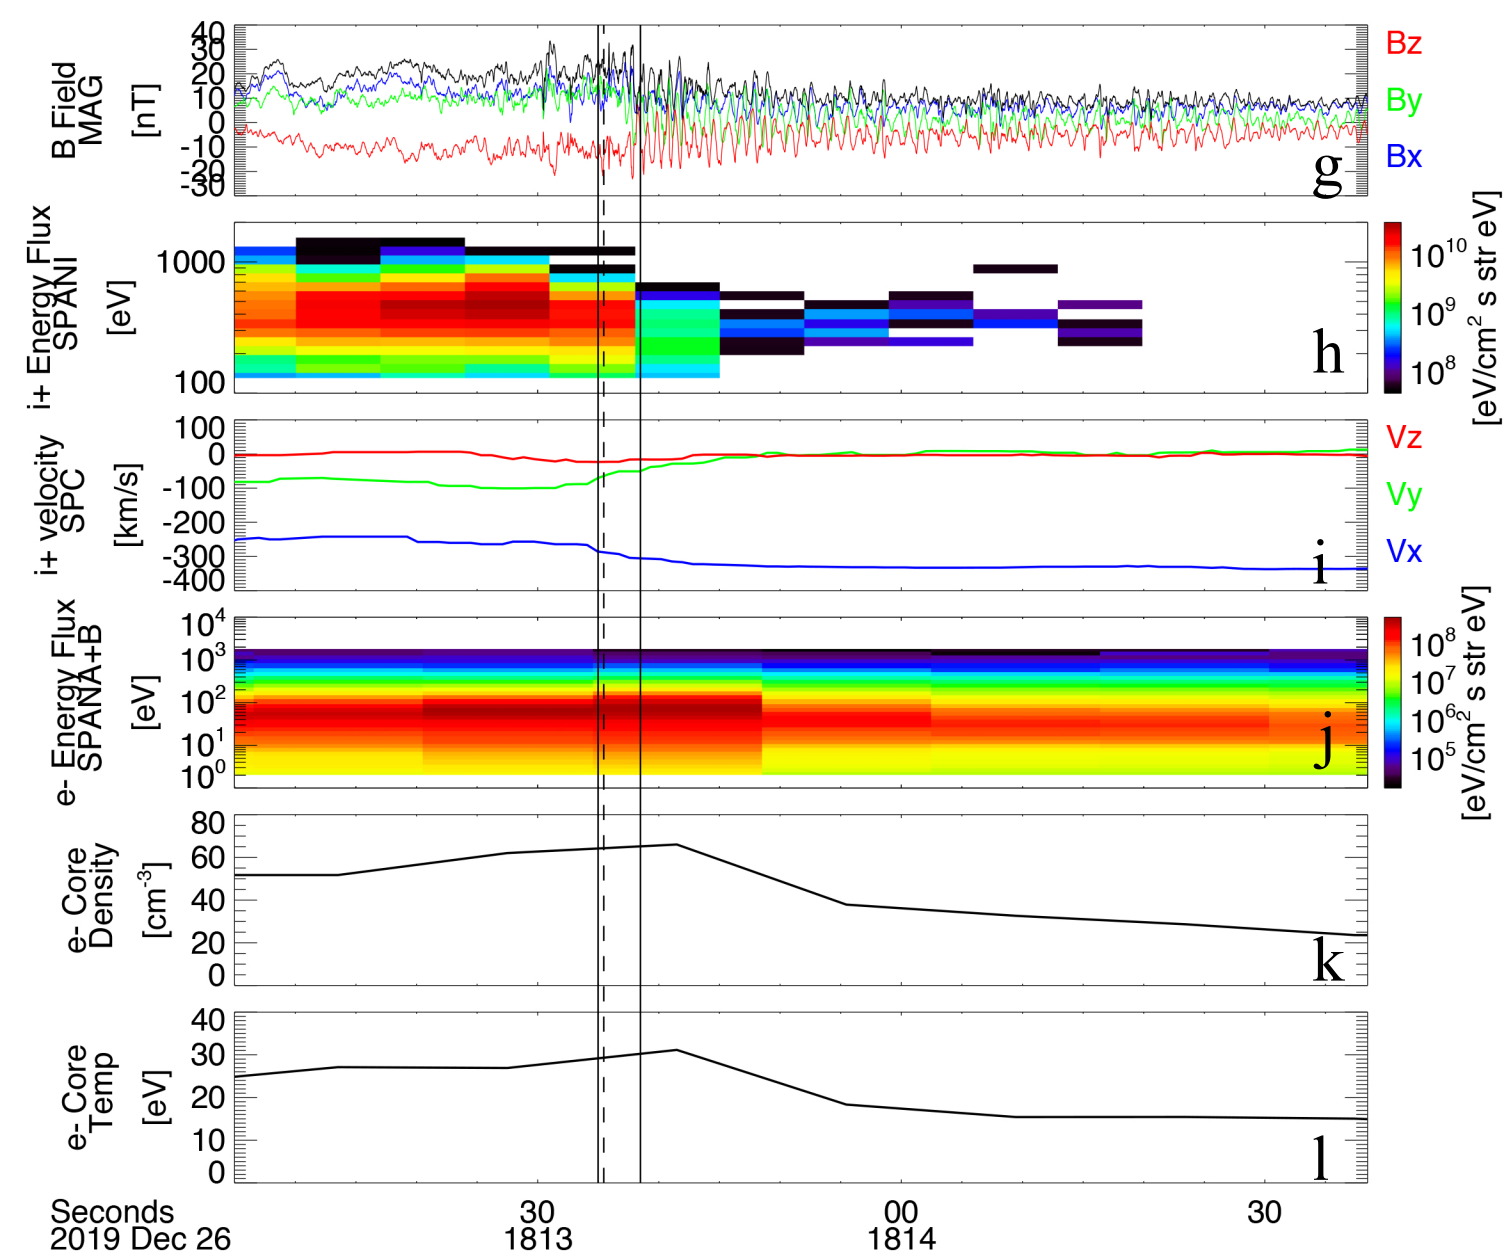 B Field
MAG
[nT]
40
30
20
10
0
-10
-20
-30
Bz
By
Bx
g
i+ Energy Flux
SPANI
[eV]
1000
100
h
10^10
10^9
10^8
[eV/cm^2 s str eV]
i+ velocity
SPC
[km/s]
100
0
-100
-200
-300
-400
Vz
Vy
Vx
i
e- Energy Flux
SPANA+B
[eV]
10^4
10^3
10^2
10^1
10^0
j
10^8
10^7
10^6
10^5
[eV/cm^2 s str eV]
e- Core
Density
[cm^-3]
80
60
40
20
0
k
e- Core
Temp
[eV]
40
30
20
10
0
l
Seconds 30 00 30
2019 Dec 26 1813 1814